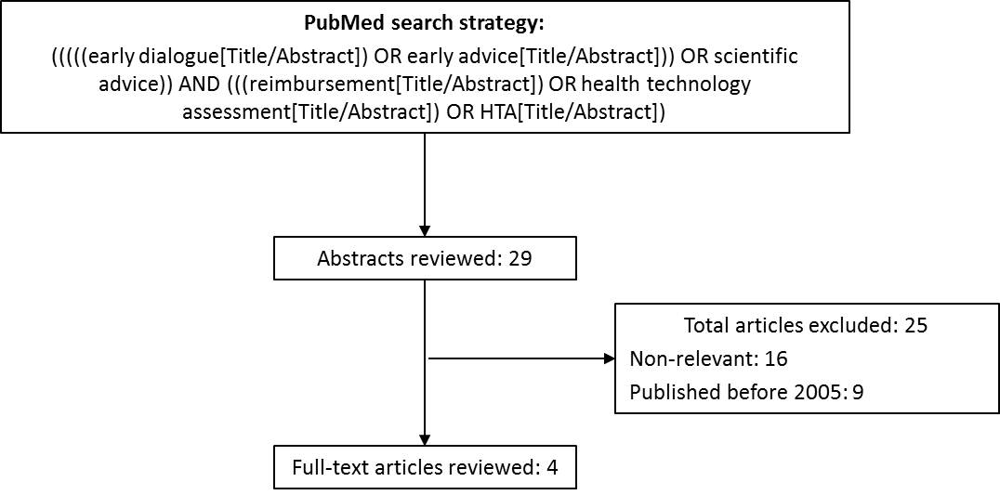 PubMed search strategy:
(((((early dialogue[Title/Abstract]) OR early advice[Title/Abstract])) OR scientific
advice)) AND (((reimbursement[Title/Abstract]) OR health technology
assessment[Title/Abstract]) OR HTA[Title/Abstract])
Abstracts reviewed: 29
Total articles excluded: 25
Non-relevant: 16
Published before 2005: 9
Full-text articles reviewed: 4